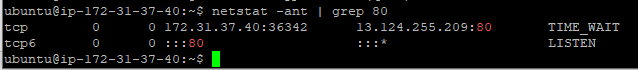 ubuntu@ip-172-31-37-40:~$ netstat -ant | grep 80
tcp        0      0 172.31.37.40:36342      13.124.255.209:80       TIME_WAIT
tcp6       0      0 :::80                   :::*                    LISTEN
ubuntu@ip-172-31-37-40:~$